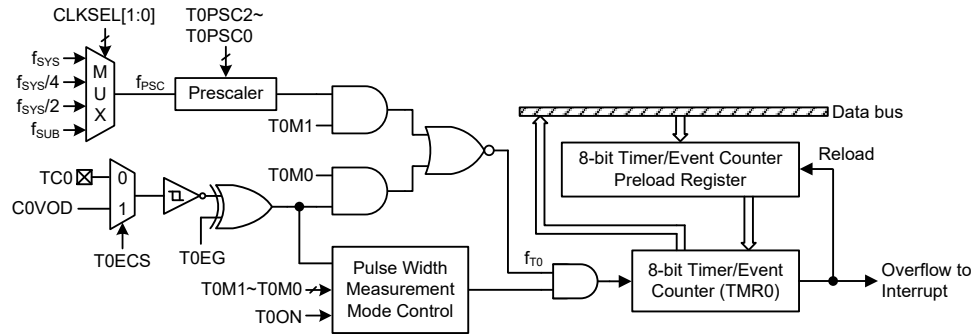 CLKSEL[1:0]
T0PSC2~
T0PSC0
fSYS
fSYS/4
fSYS/2
fSUB
M
U
X
fPSC
Prescaler
T0M1
Data bus
8-bit Timer/Event Counter
Preload Register
Reload
TC0
C0VOD
0
1
T0ECS
T0EG
T0M0
T0M1~T0M0
T0ON
Pulse Width
Measurement
Mode Control
fT0
8-bit Timer/Event
Counter (TMR0)
Overflow to
Interrupt